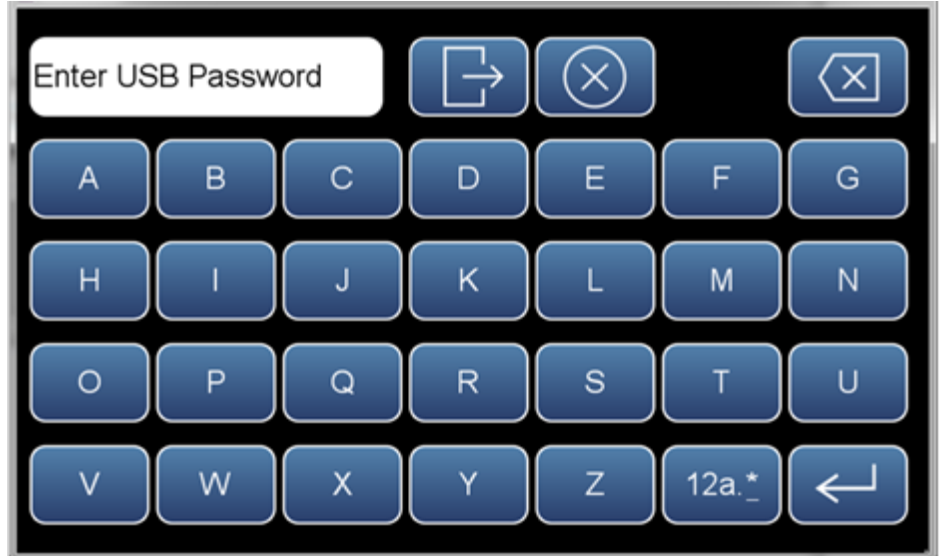 Enter USB Password
A B C D E F G
H I J K L M N
O P Q R S T U
V W X Y Z 12a.*_